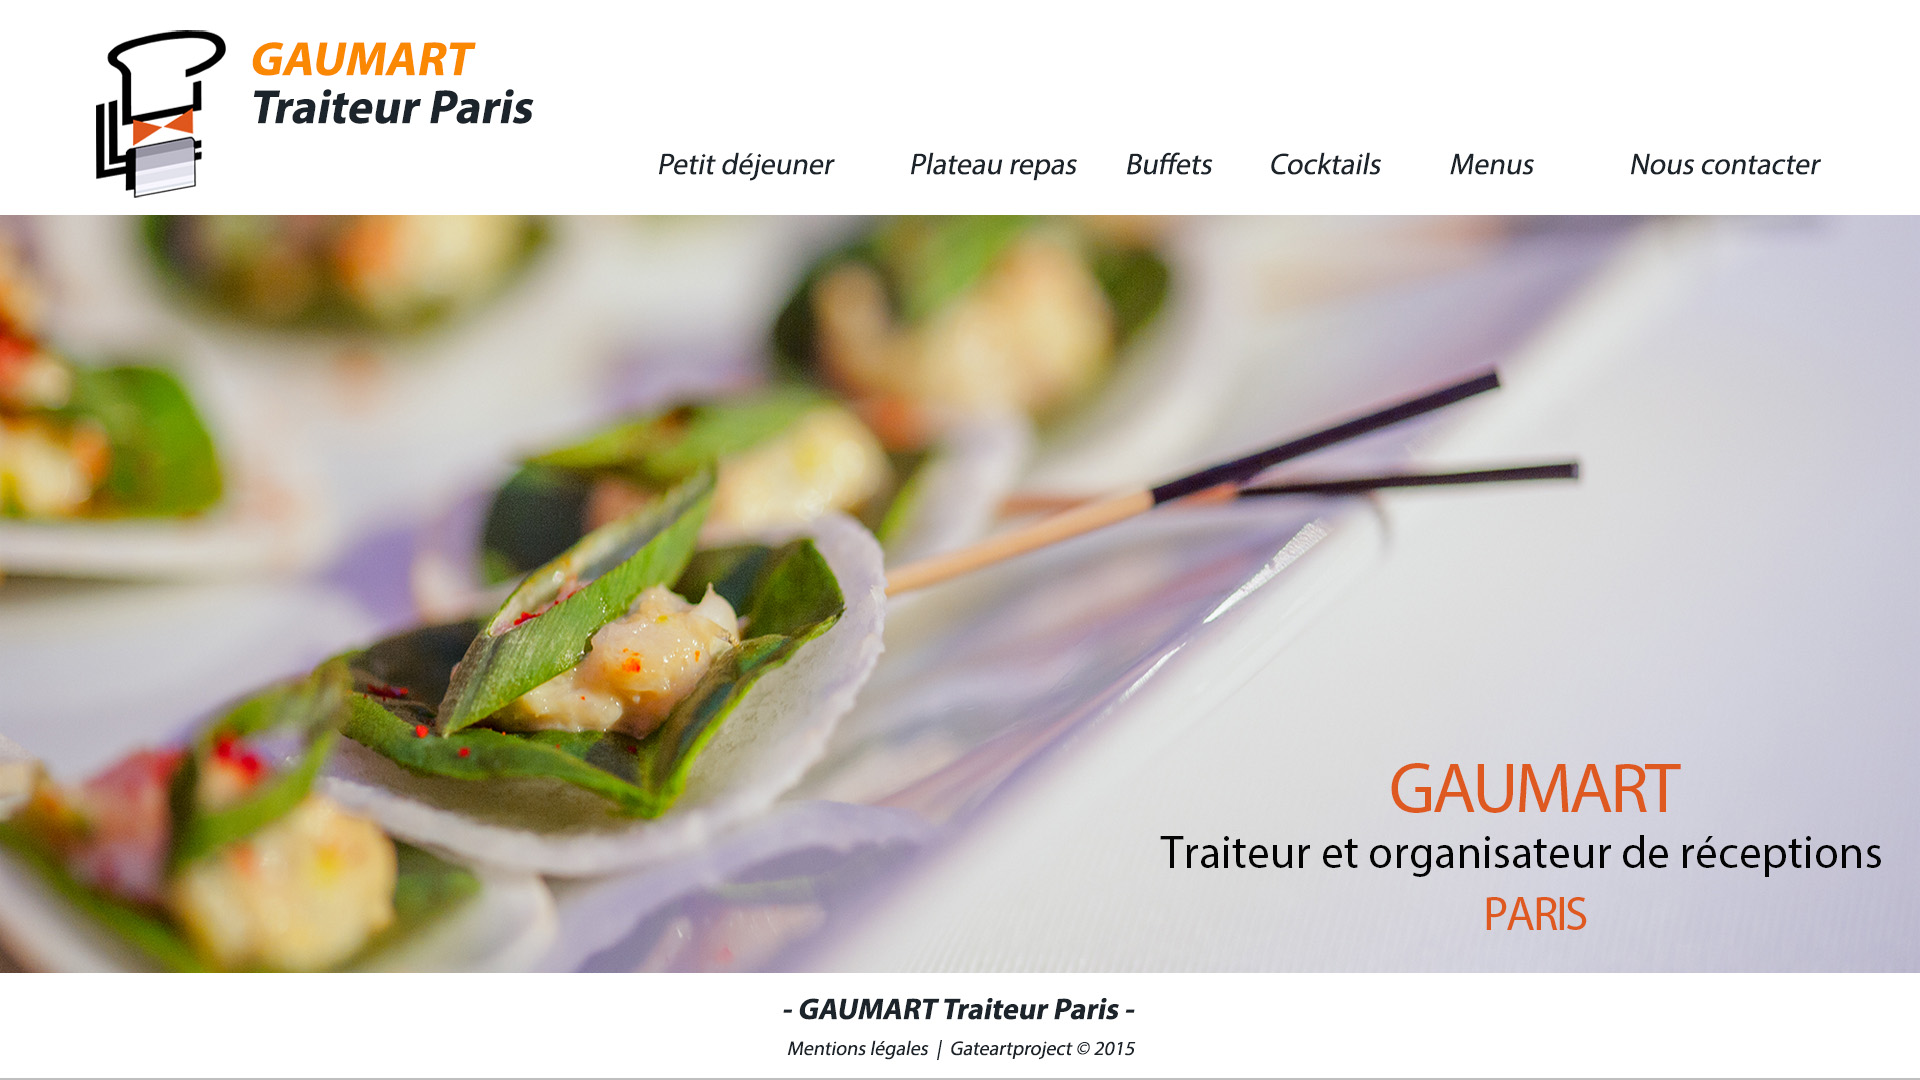 GAUMART
Traiteur Paris
Petit déjeuner Plateau repas Buffets Cocktails Menus Nous contacter
GAUMART
Traiteur et organisateur de réceptions
PARIS
- GAUMART Traiteur Paris -
Mentions légales | Gateartproject © 2015